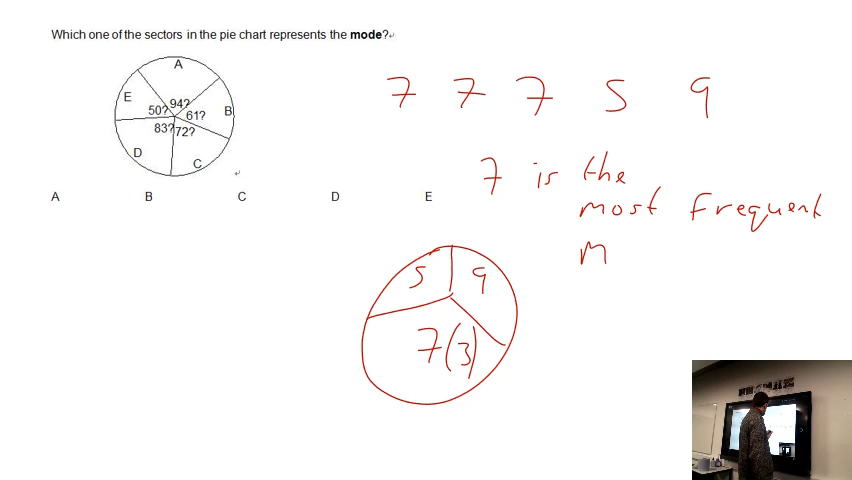 Which one of the sectors in the pie chart represents the mode?
A
E
94?
50?
61?
B
83?
72?
D
C
A B C D E
7 7 7 5 9
7 is the
most frequent
M
5 9
7 (3)